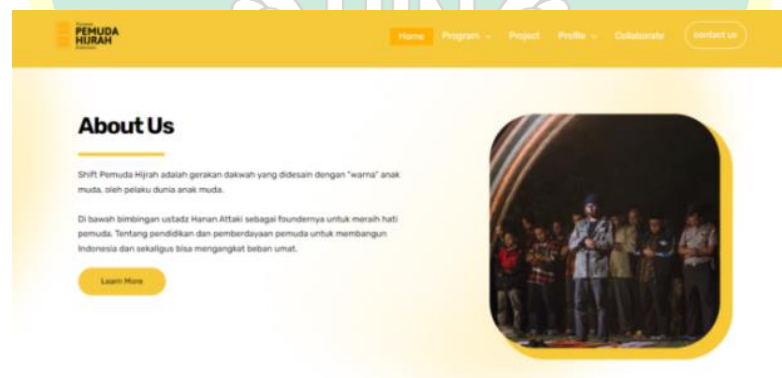 UIN
PEMUDA
HIJRAH
Home Program Project Profile Collaborate contact us
About Us
Shift Pemuda Hijrah adalah gerakan dakwah yang didesain dengan "warna" anak
muda, oleh pelaku dunia anak muda.
Di bawah bimbingan ustadz Hanan Attaki sebagai foundernya untuk meraih hati
pemuda. Tentang pendidikan dan pemberdayaan pemuda untuk membangun
Indonesia dan sekaligus bisa mengangkat beban umat.
Learn More